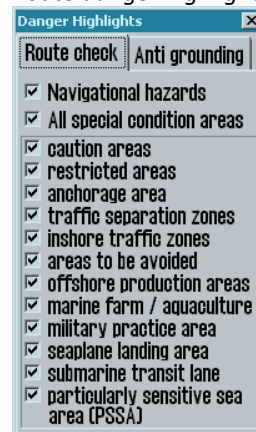 Danger Highlights
Route check Anti grounding
Navigational hazards
All special condition areas
caution areas
restricted areas
anchorage area
traffic separation zones
inshore traffic zones
areas to be avoided
offshore production areas
marine farm / aquaculture
military practice area
seaplane landing area
submarine transit lane
particularly sensitive sea
area (PSSA)